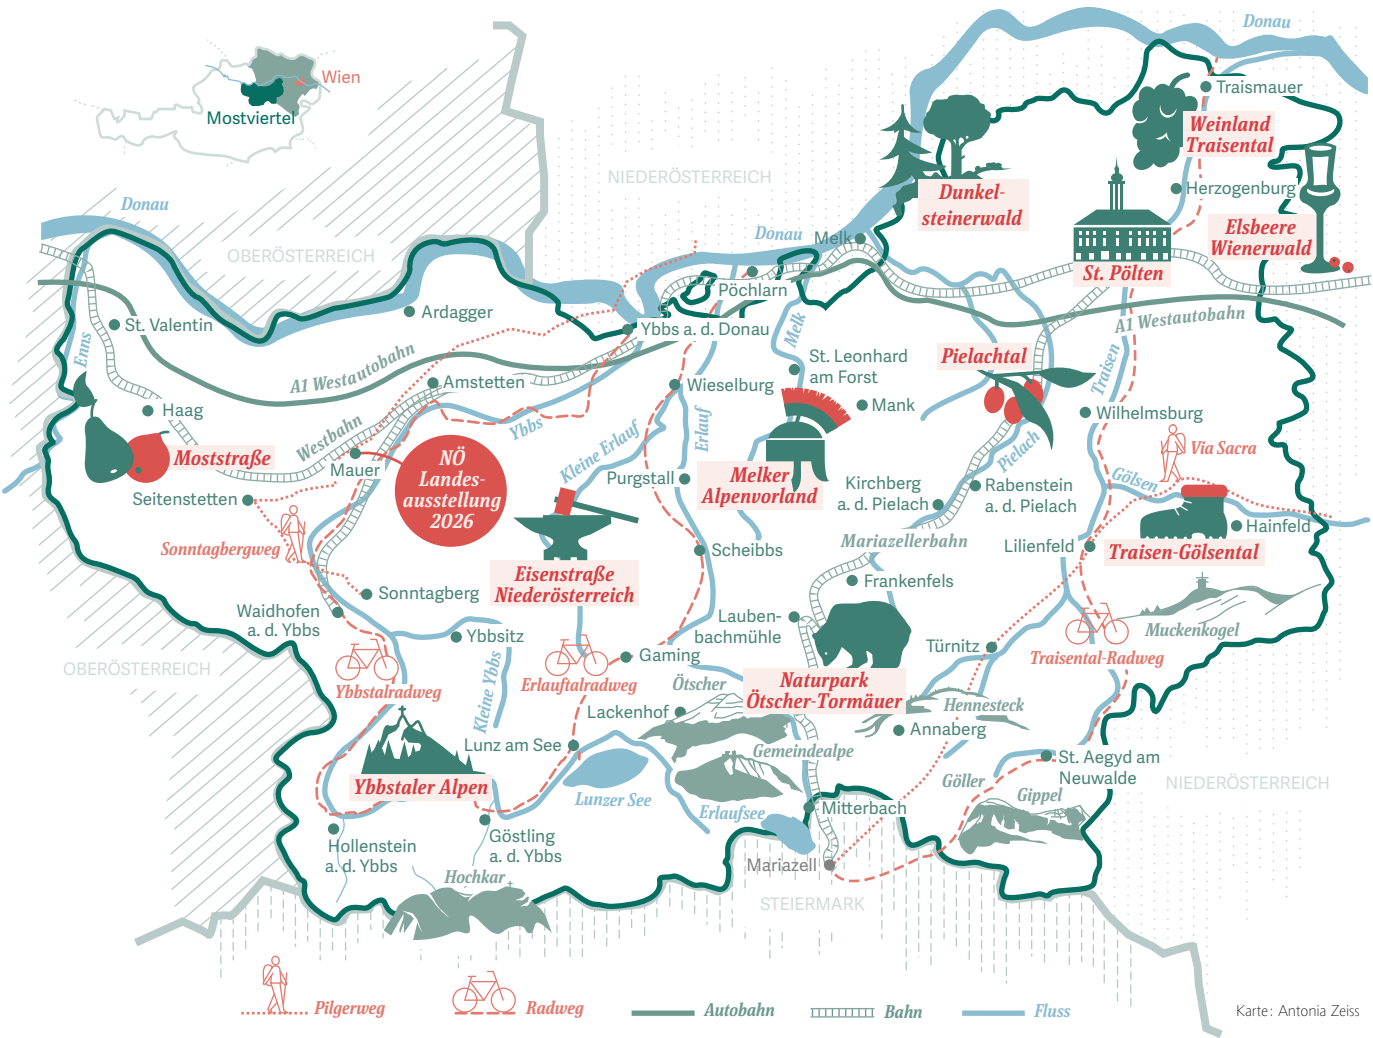 Donau
Wien
Mostviertel
Traismauer
Weinland
Traisental
NIEDERÖSTERREICH
Herzogenburg
Dunkel-
steinerwald
Donau
OBERÖSTERREICH
Donau
Melk
Elsbeere
Wienerwald
St. Pölten
Pöchlarn
Ardagger
St. Valentin
Ybbs a. d. Donau
A1 Westautobahn
Enns
Melk
A1 Westautobahn
Amstetten
Wieselburg
St. Leonhard
am Forst
Pielachtal
Traisen
Haag
Mank
Wilhelmsburg
Ybbs
Erlauf
Westbahn
Kleine Erlauf
Pielach
Via Sacra
Moststraße
Mauer
NÖ
Landes-
ausstellung
2026
Purgstall
Melker
Alpenvorland
Kirchberg
a. d. Pielach
Rabenstein
a. d. Pielach
Gölsen
Seitenstetten
Hainfeld
Sonntagbergweg
Scheibbs
Mariazellerbahn
Lilienfeld
Traisen-Gölsental
Eisenstraße
Niederösterreich
Sonntagberg
Frankenfels
Waidhofen
a. d. Ybbs
Lauben-
bachmühle
Muckenkogel
Ybbsitz
Türnitz
OBERÖSTERREICH
Gaming
Traisental-Radweg
Ybbstalradweg
Kleine Ybbs
Erlauftalradweg
Ötscher
Naturpark
Ötscher-Tormäuer
Hennesteck
Lackenhof
Annaberg
Lunz am See
Gemeindealpe
St. Aegyd am
Neuwalde
NIEDERÖSTERREICH
Ybbstaler Alpen
Lunzer See
Göller
Gippel
Erlaufsee
Mitterbach
Hollenstein
a. d. Ybbs
Göstling
a. d. Ybbs
Mariazell
Hochkar
STEIERMARK
Pilgerweg
Radweg
Autobahn
Bahn
Fluss
Karte: Antonia Zeiss